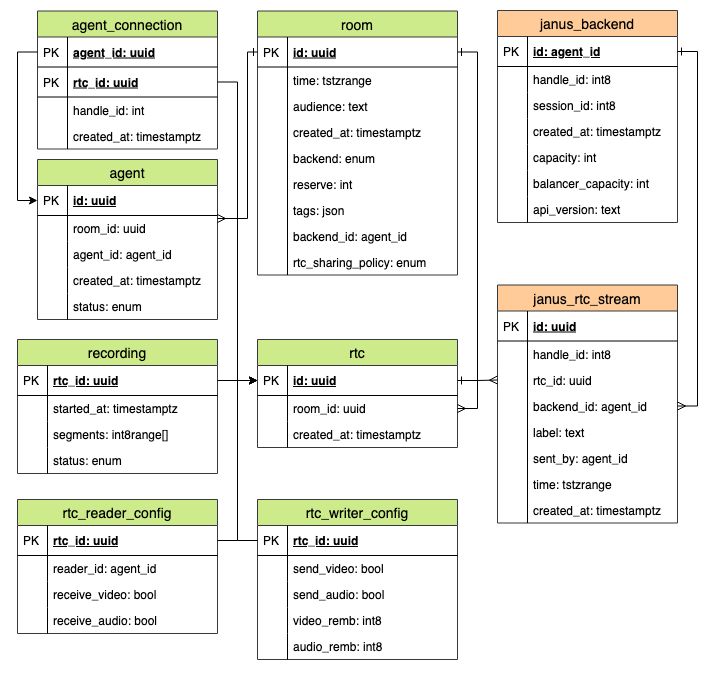 agent_connection
PK agent_id: uuid
PK rtc_id: uuid
handle_id: int
created_at: timestamptz
agent
PK id: uuid
room_id: uuid
agent_id: agent_id
created_at: timestamptz
status: enum
room
PK id: uuid
time: tstzrange
audience: text
created_at: timestamptz
backend: enum
reserve: int
tags: json
backend_id: agent_id
rtc_sharing_policy: enum
janus_backend
PK id: agent_id
handle_id: int8
session_id: int8
created_at: timestamptz
capacity: int
balancer_capacity: int
api_version: text
recording
PK rtc_id: uuid
started_at: timestamptz
segments: int8range[]
status: enum
rtc
PK id: uuid
room_id: uuid
created_at: timestamptz
janus_rtc_stream
PK id: uuid
handle_id: int8
rtc_id: uuid
backend_id: agent_id
label: text
sent_by: agent_id
time: tstzrange
created_at: timestamptz
rtc_reader_config
PK rtc_id: uuid
reader_id: agent_id
receive_video: bool
receive_audio: bool
rtc_writer_config
PK rtc_id: uuid
send_video: bool
send_audio: bool
video_remb: int8
audio_remb: int8